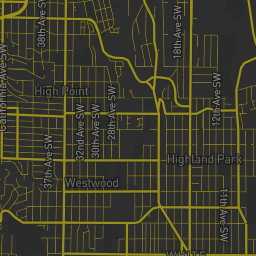 38th Ave SW
18th Ave SW
California Ave SW
High Point
28th Ave SW
12th Ave SW
32nd Ave SW
30th Ave SW
37th Ave SW
Highland Park
Westwood
11th Ave SW